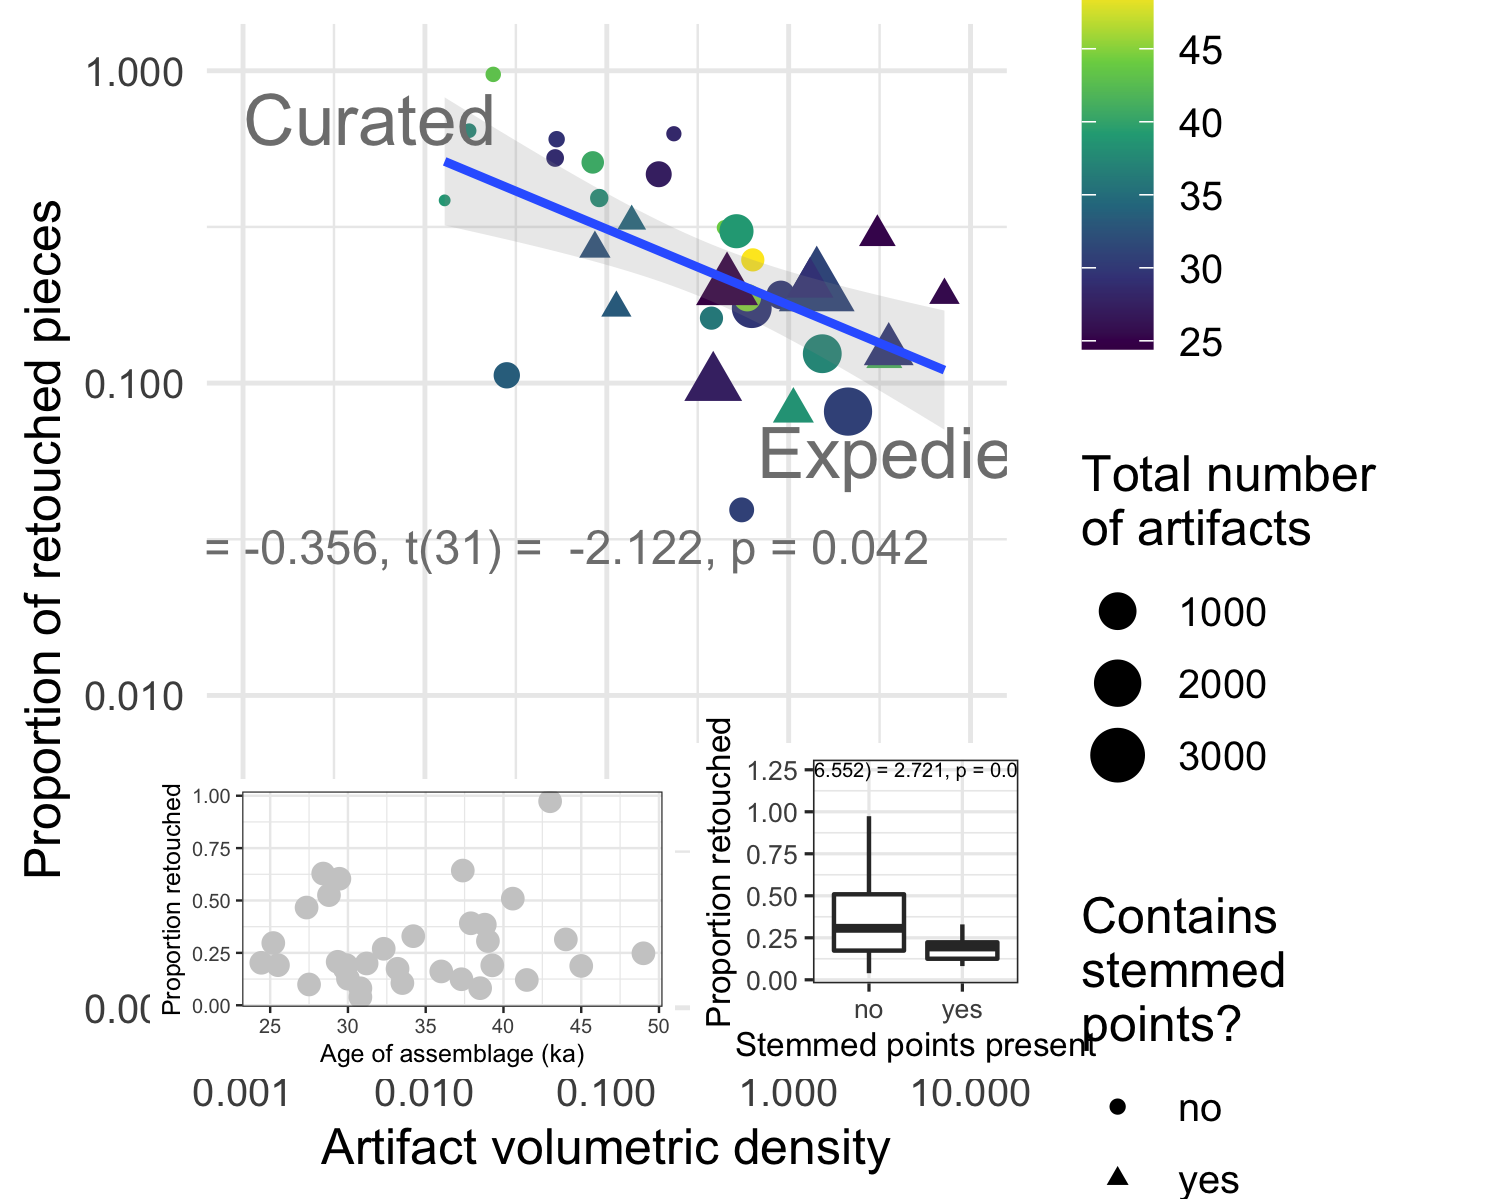 Proportion of retouched pieces
1.000
0.100
0.010
0.00
Curated
Expedie
= -0.356, t(31) = -2.122, p = 0.042
45
40
35
30
25
Total number
of artifacts
1000
2000
3000
Contains
stemmed
points?
no
yes
Proportion retouched
1.00
0.75
0.50
0.25
0.00
25 30 35 40 45 50
Age of assemblage (ka)
Proportion retouched
6.552) = 2.721, p = 0.0
1.25
1.00
0.75
0.50
0.25
0.00
no yes
Stemmed points present
0.001 0.010 0.100 1.000 10.000
Artifact volumetric density